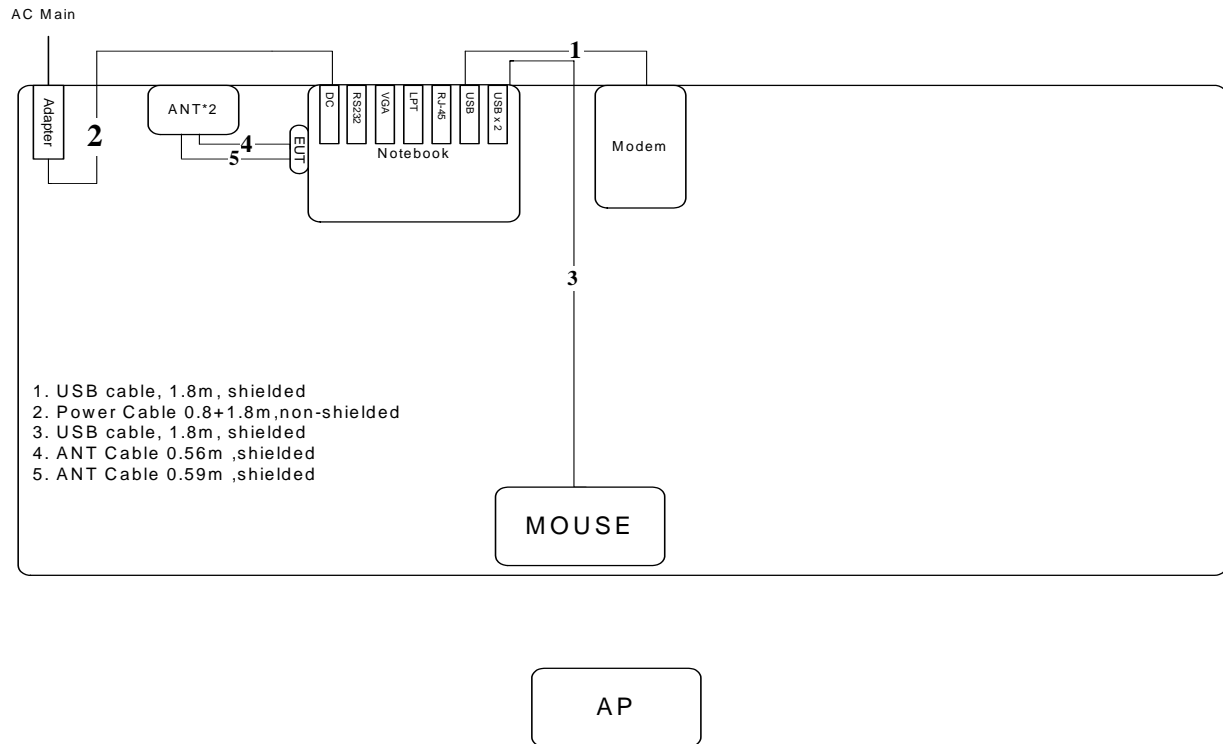 AC Main
1
Adapter
2
ANT*2
4
5
EUT
DC
RS232
VGA
LPT
RJ-45
USB
USB x 2
Notebook
Modem
3
1. USB cable, 1.8m, shielded
2. Power Cable 0.8+1.8m,non-shielded
3. USB cable, 1.8m, shielded
4. ANT Cable 0.56m ,shielded
5. ANT Cable 0.59m ,shielded
MOUSE
AP